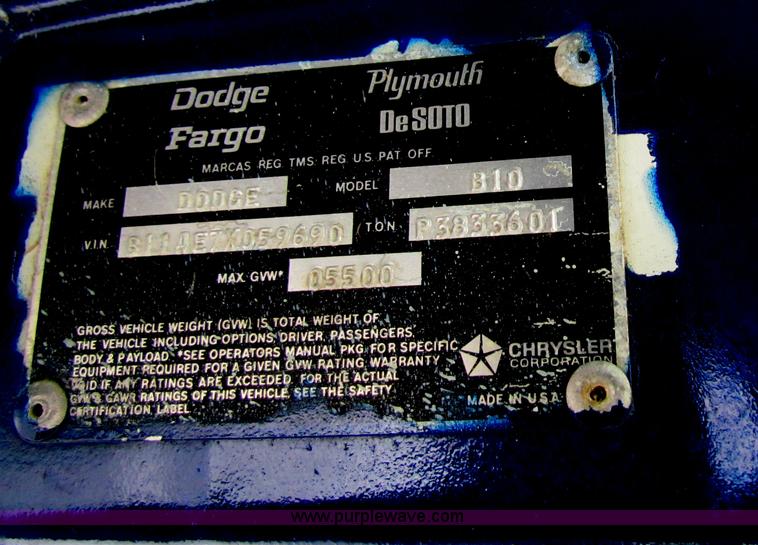 Dodge Plymouth
Fargo DeSOTO
MARCAS REG TMS REG U.S. PAT OFF
MAKE DODGE MODEL B10
V.I.N. B11AE7X059690 T.O.N. P3833601
MAX. GVW* 05500
GROSS VEHICLE WEIGHT (GVW) IS TOTAL WEIGHT OF
THE VEHICLE INCLUDING OPTIONS, DRIVER, PASSENGERS,
BODY & PAYLOAD. *SEE OPERATORS MANUAL PKG. FOR SPECIFIC
EQUIPMENT REQUIRED FOR A GIVEN GVW RATING. WARRANTY
VOID IF ANY RATINGS ARE EXCEEDED. FOR THE ACTUAL
GVW & GAWR RATINGS OF THIS VEHICLE, SEE THE SAFETY
CERTIFICATION LABEL
CHRYSLER
CORPORATION
MADE IN U.S.A.
www.purplewave.com